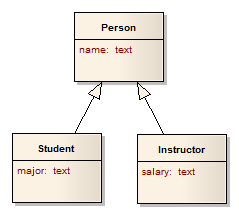 Person
name: text
Student
major: text
Instructor
salary: text